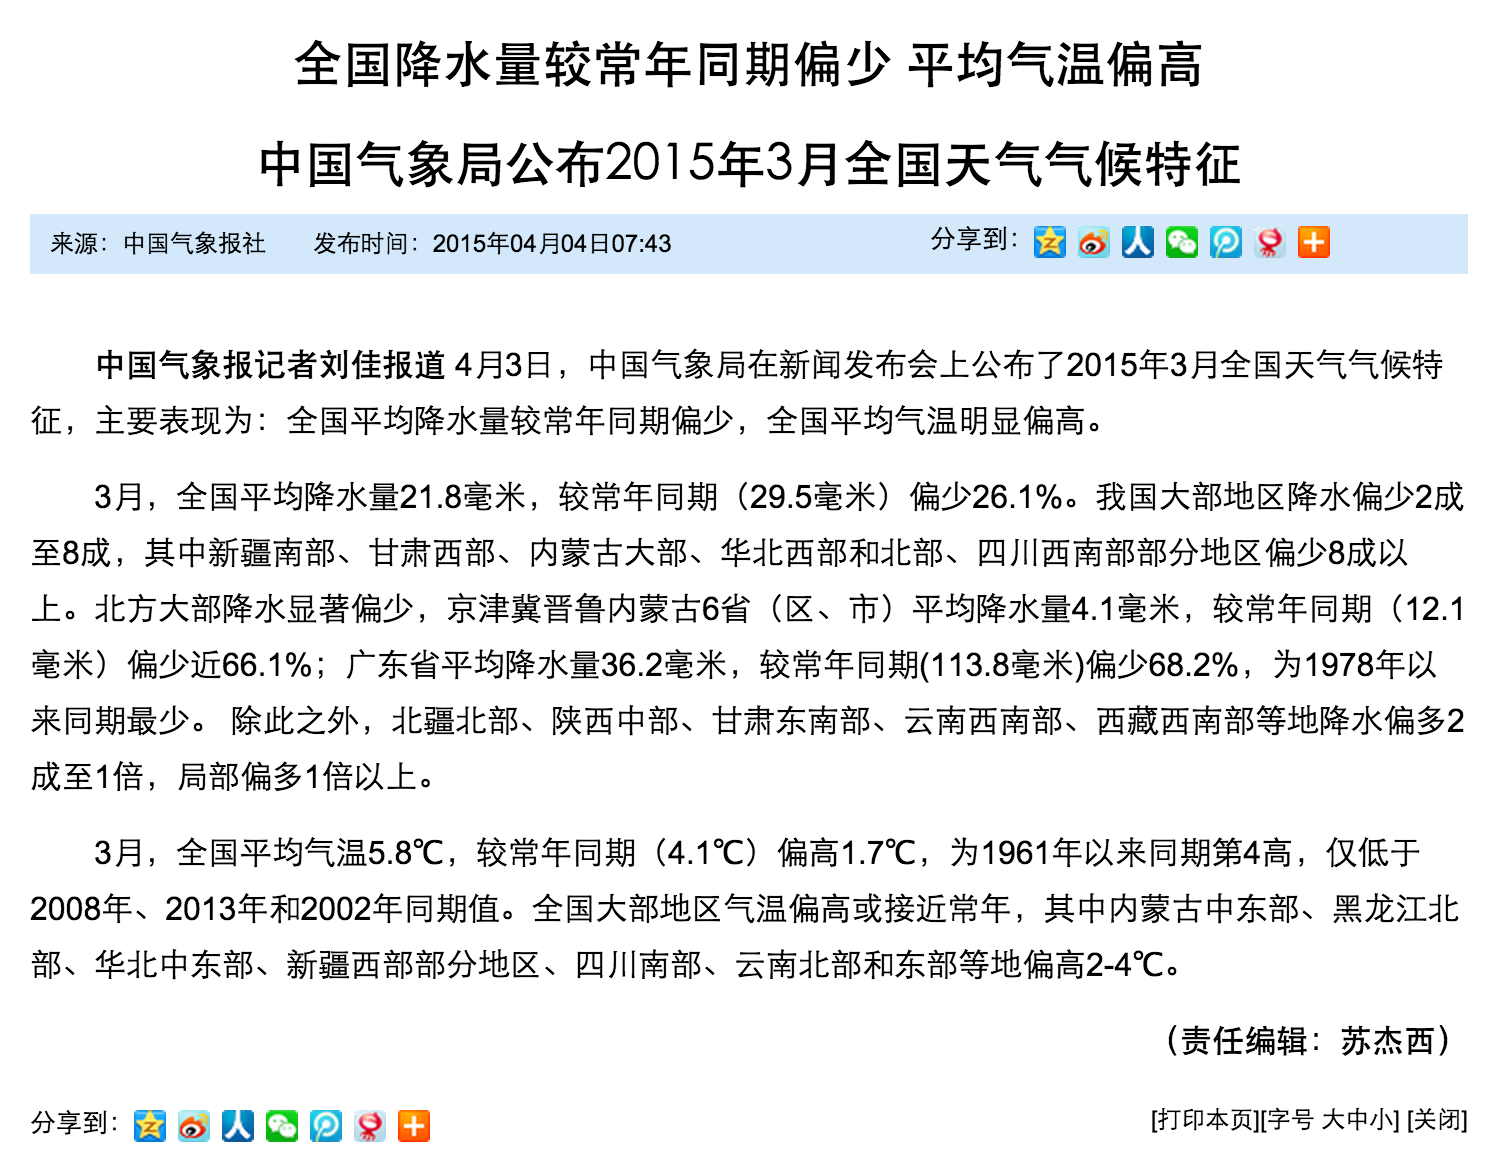 全国降水量较常年同期偏少 平均气温偏高
中国气象局公布2015年3月全国天气气候特征
来源：中国气象报社 发布时间：2015年04月04日07:43 分享到：
中国气象报记者刘佳报道 4月3日，中国气象局在新闻发布会上公布了2015年3月全国天气气候特
征，主要表现为：全国平均降水量较常年同期偏少，全国平均气温明显偏高。
3月，全国平均降水量21.8毫米，较常年同期（29.5毫米）偏少26.1%。我国大部地区降水偏少2成
至8成，其中新疆南部、甘肃西部、内蒙古大部、华北西部和北部、四川西南部部分地区偏少8成以
上。北方大部降水显著偏少，京津冀晋鲁内蒙古6省（区、市）平均降水量4.1毫米，较常年同期（12.1
毫米）偏少近66.1%；广东省平均降水量36.2毫米，较常年同期(113.8毫米)偏少68.2%，为1978年以
来同期最少。 除此之外，北疆北部、陕西中部、甘肃东南部、云南西南部、西藏西南部等地降水偏多2
成至1倍，局部偏多1倍以上。
3月，全国平均气温5.8℃，较常年同期（4.1℃）偏高1.7℃，为1961年以来同期第4高，仅低于
2008年、2013年和2002年同期值。全国大部地区气温偏高或接近常年，其中内蒙古中东部、黑龙江北
部、华北中东部、新疆西部部分地区、四川南部、云南北部和东部等地偏高2-4℃。
（责任编辑：苏杰西）
分享到： [打印本页][字号 大中小] [关闭]